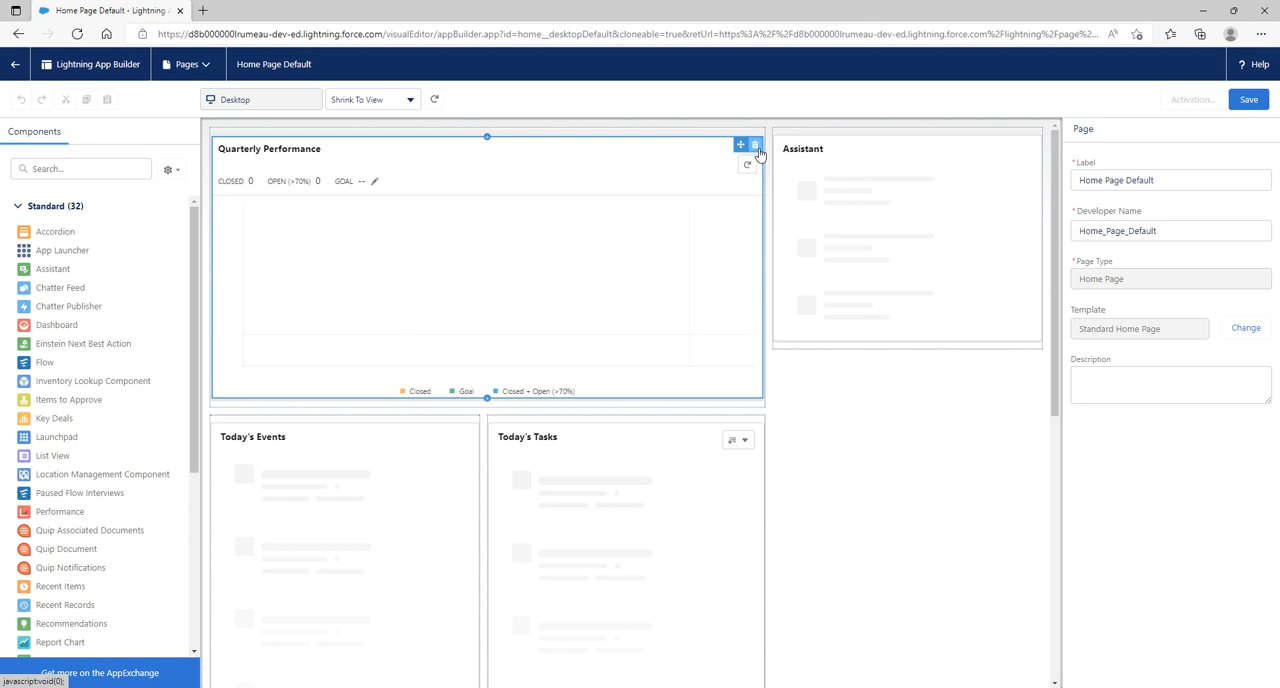 Home Page Default - Lightning A
https://d8b000000lrumeau-dev-ed.lightning.force.com/visualEditor/appBuilder.app?id=home__desktopDefault&cloneable=true&retUrl=https%3A%2F%2Fd8b000000lrumeau-dev-ed.lightning.force.com%2Flightning%2Fpage%2...
Lightning App Builder
Pages
Home Page Default
? Help
Desktop
Shrink To View
Activation...
Save
Components
Search...
Standard (32)
Accordion
App Launcher
Assistant
Chatter Feed
Chatter Publisher
Dashboard
Einstein Next Best Action
Flow
Inventory Lookup Component
Items to Approve
Key Deals
Launchpad
List View
Location Management Component
Paused Flow Interviews
Performance
Quip Associated Documents
Quip Document
Quip Notifications
Recent Items
Recent Records
Recommendations
Report Chart
Get more on the AppExchange
javascript:void(0);
Quarterly Performance
CLOSED 0 OPEN (>70%) 0 GOAL --
Closed Goal Closed + Open (>70%)
Assistant
Today's Events
Today's Tasks
Page
* Label
Home Page Default
* Developer Name
Home_Page_Default
* Page Type
Home Page
Template
Standard Home Page
Change
Description